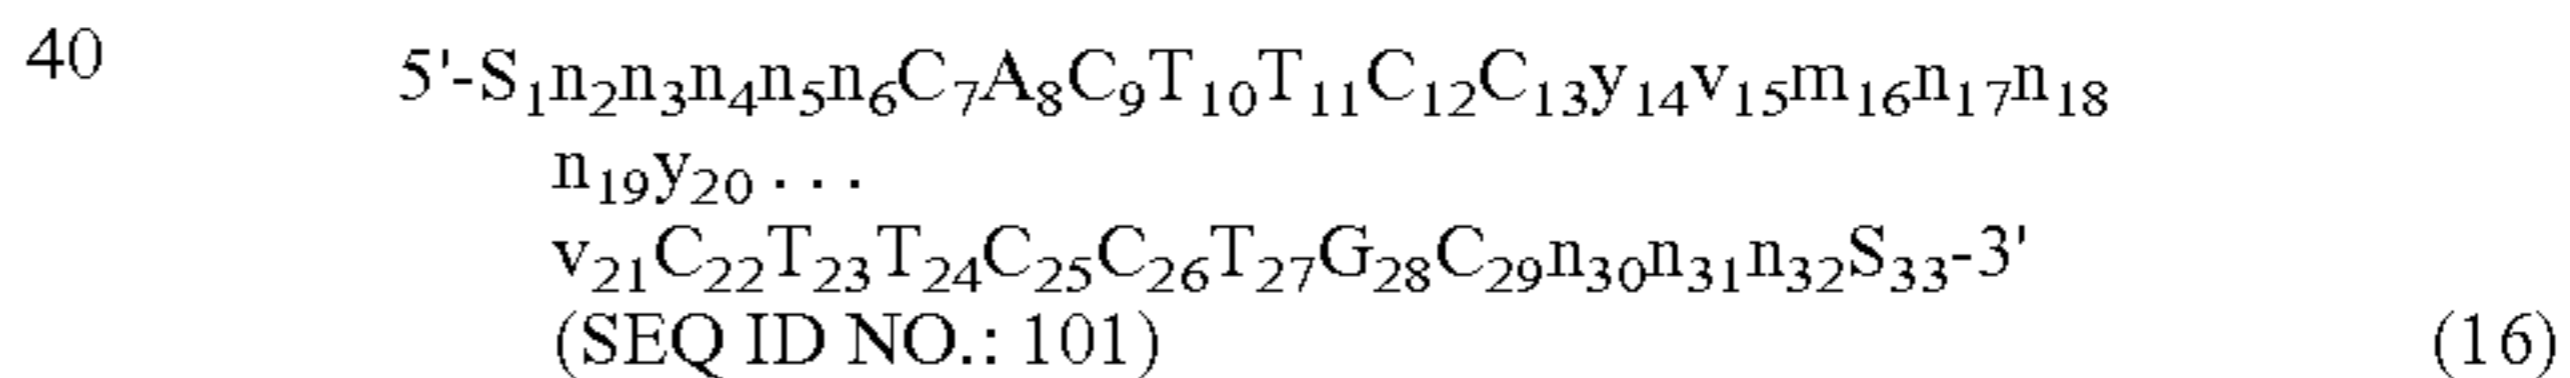 40 5'-S₁n₂n₃n₄n₅n₆C₇A₈C₉T₁₀T₁₁C₁₂C₁₃y₁₄v₁₅m₁₆n₁₇n₁₈
n₁₉y₂₀ . . .
v₂₁C₂₂T₂₃T₂₄C₂₅C₂₆T₂₇G₂₈C₂₉n₃₀n₃₁n₃₂S₃₃-3'
(SEQ ID NO.: 101) (16)